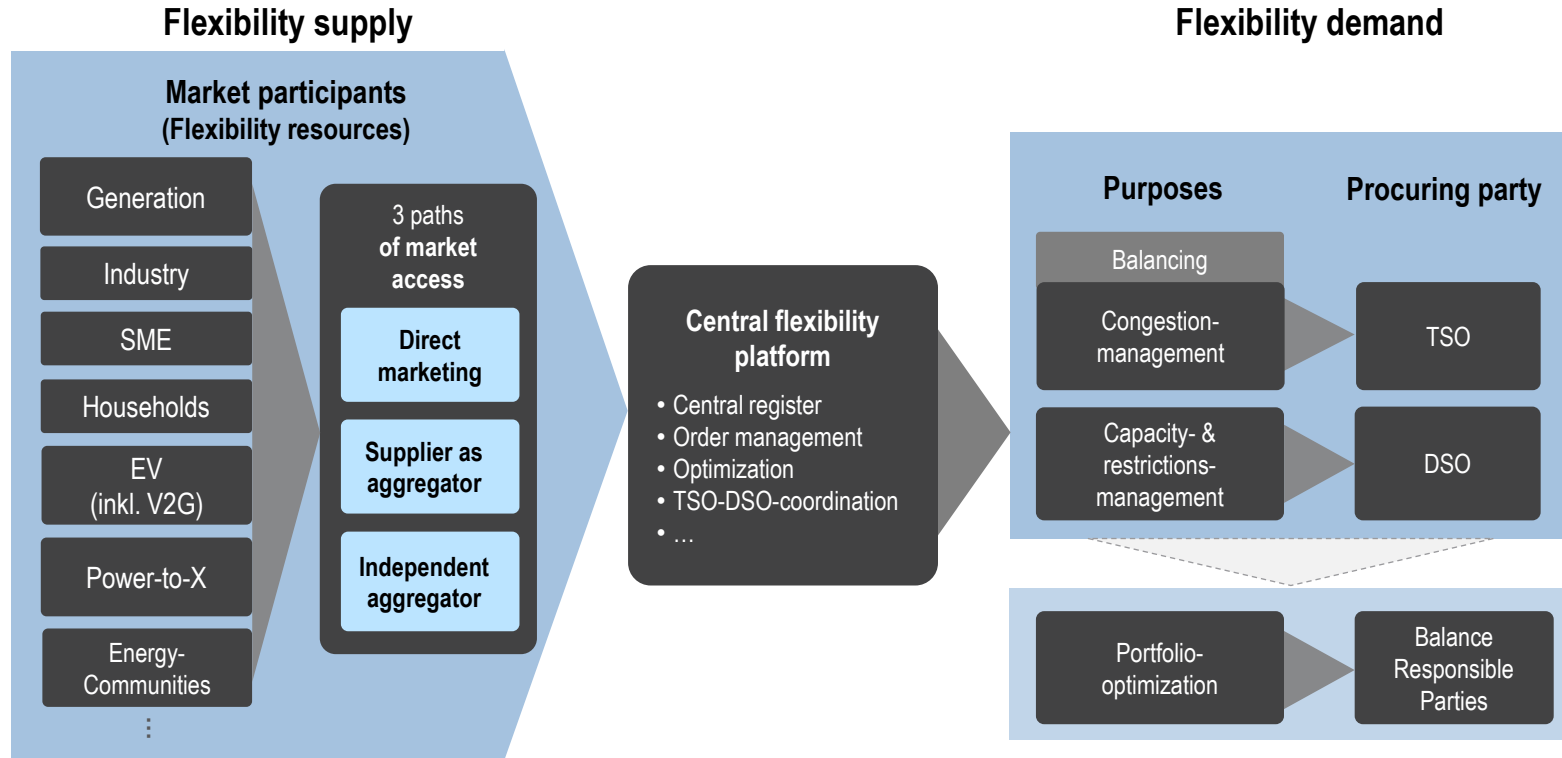 Flexibility supply
Market participants
(Flexibility resources)
Generation
Industry
SME
Households
EV
(inkl. V2G)
Power-to-X
Energy-
Communities
⋮
3 paths
of market
access
Direct
marketing
Supplier as
aggregator
Independent
aggregator
Central flexibility
platform
• Central register
• Order management
• Optimization
• TSO-DSO-coordination
• …
Flexibility demand
Purposes
Procuring party
Balancing
Congestion-
management
TSO
Capacity- &
restrictions-
management
DSO
Portfolio-
optimization
Balance
Responsible
Parties